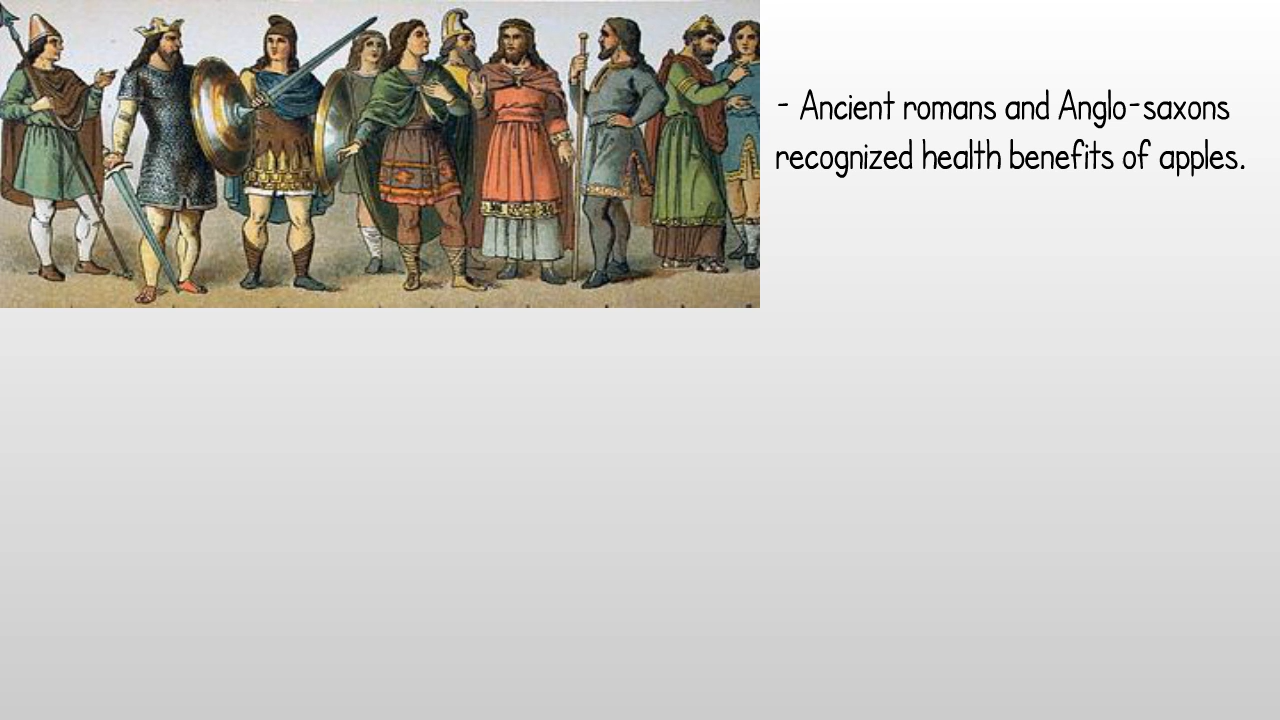 - Ancient romans and Anglo-saxons
recognized health benefits of apples.